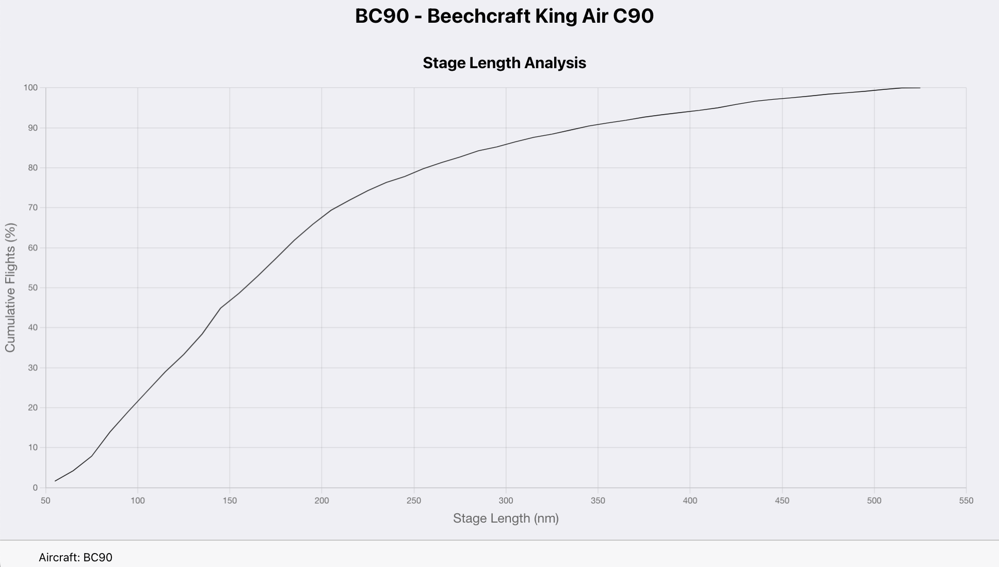 BC90 - Beechcraft King Air C90
Stage Length Analysis
Cumulative Flights (%)
100
90
80
70
60
50
40
30
20
10
0
50 100 150 200 250 300 350 400 450 500 550
Stage Length (nm)
Aircraft: BC90